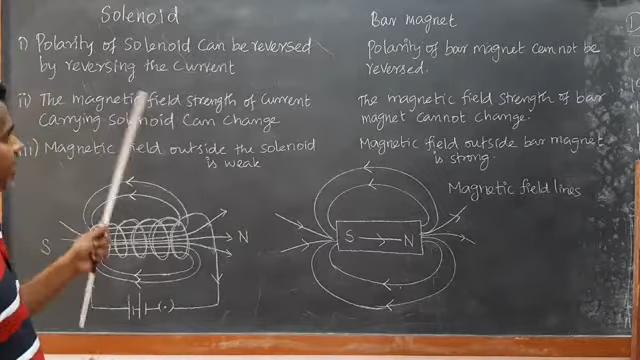 Solenoid
Bar magnet
i) Polarity of Solenoid Can be reversed
by reversing the Current
Polarity of bar magnet cannot be
reversed.
ii) The magnetic field strength of Current
Carrying Solenoid Can Change
The magnetic field strength of bar
magnet cannot change.
iii) Magnetic field outside the solenoid
is weak
Magnetic field outside bar magnet
is strong.
Magnetic field lines
S
N
S
N